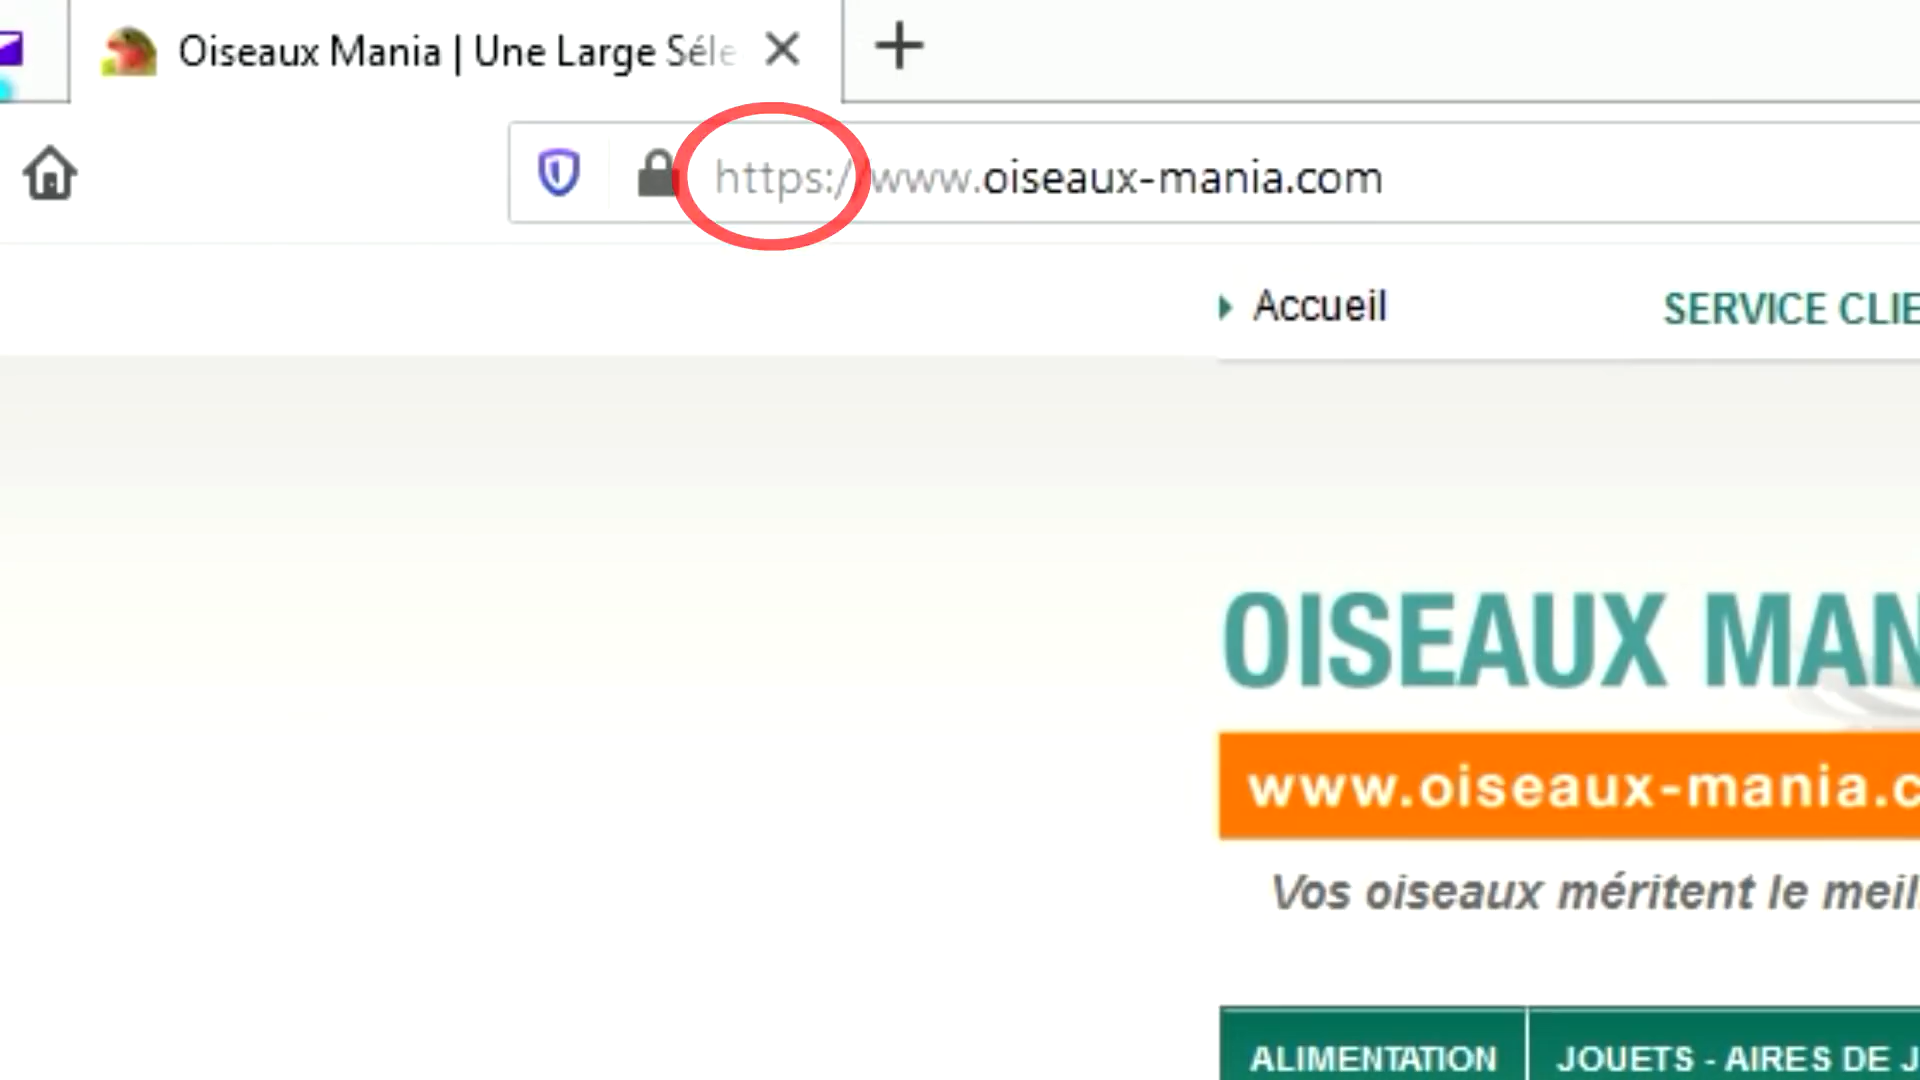 Oiseaux Mania | Une Large Séle
https://www.oiseaux-mania.com
Accueil
SERVICE CLIE
OISEAUX MAN
www.oiseaux-mania.c
Vos oiseaux méritent le meil
ALIMENTATION
JOUETS - AIRES DE J